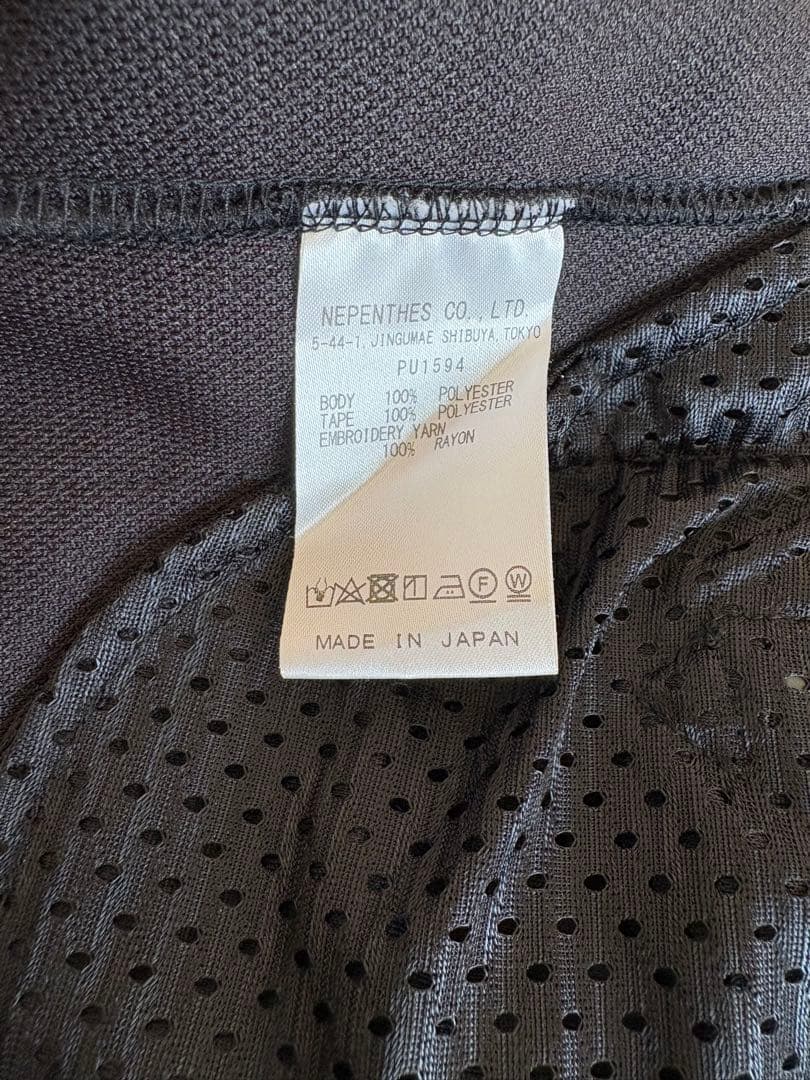 NEPENTHES CO., LTD.
5-44-1, JINGUMAE SHIBUYA, TOKYO
PU1594
BODY 100% POLYESTER
TAPE 100% POLYESTER
EMBROIDERY YARN
100% RAYON
F W
MADE IN JAPAN